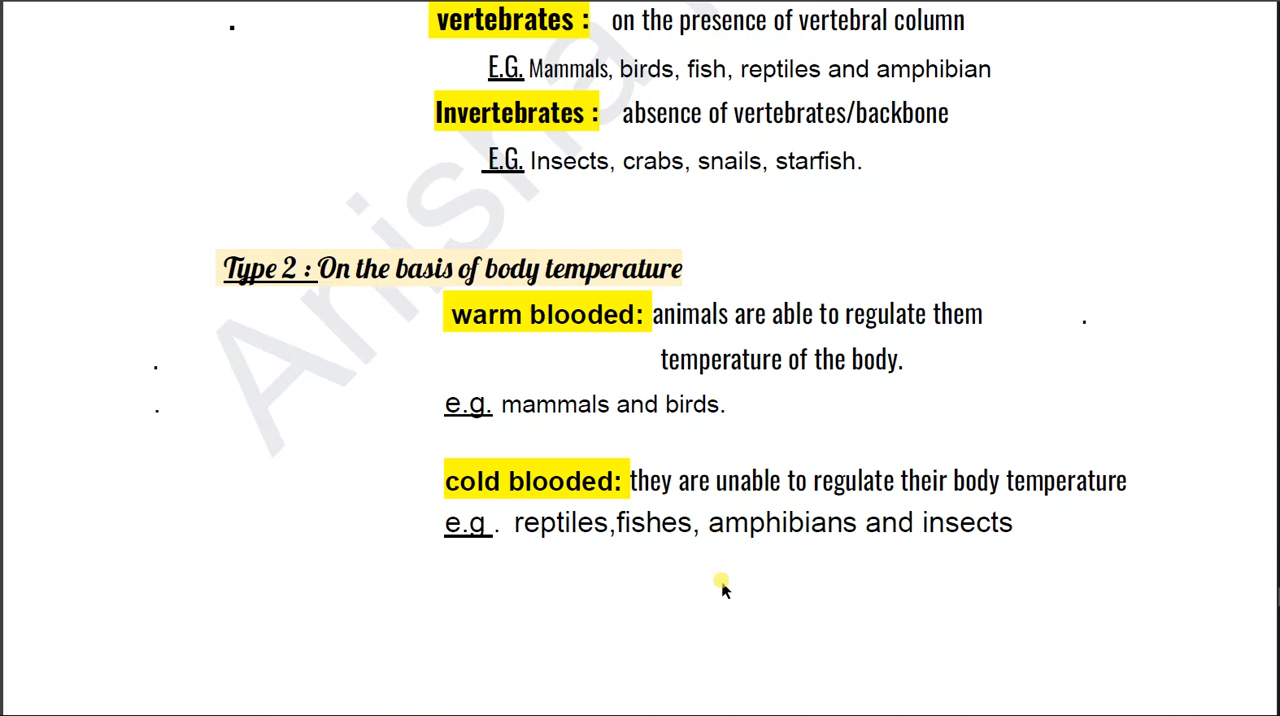 vertebrates : on the presence of vertebral column
E.G. Mammals, birds, fish, reptiles and amphibian
Invertebrates : absence of vertebrates/backbone
E.G. Insects, crabs, snails, starfish.
Type 2 : On the basis of body temperature
warm blooded: animals are able to regulate them .
. temperature of the body.
. e.g. mammals and birds.
cold blooded: they are unable to regulate their body temperature
e.g . reptiles,fishes, amphibians and insects
Anisha